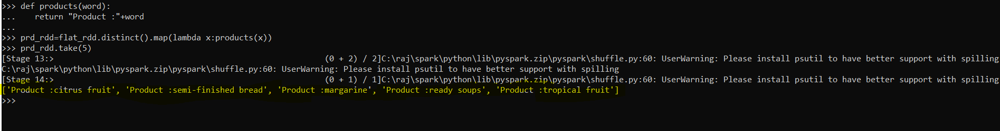 >>> def products(word):
...    return "Product :"+word
...
>>> prd_rdd=flat_rdd.distinct().map(lambda x:products(x))
>>> prd_rdd.take(5)
[Stage 13:>                                                         (0 + 2) / 2]C:\raj\spark\python\lib\pyspark.zip\pyspark\shuffle.py:60: UserWarning: Please install psutil to have better support with spilling
C:\raj\spark\python\lib\pyspark.zip\pyspark\shuffle.py:60: UserWarning: Please install psutil to have better support with spilling
[Stage 14:>                                                         (0 + 1) / 1]C:\raj\spark\python\lib\pyspark.zip\pyspark\shuffle.py:60: UserWarning: Please install psutil to have better support with spilling
['Product :citrus fruit', 'Product :semi-finished bread', 'Product :margarine', 'Product :ready soups', 'Product :tropical fruit']
>>>